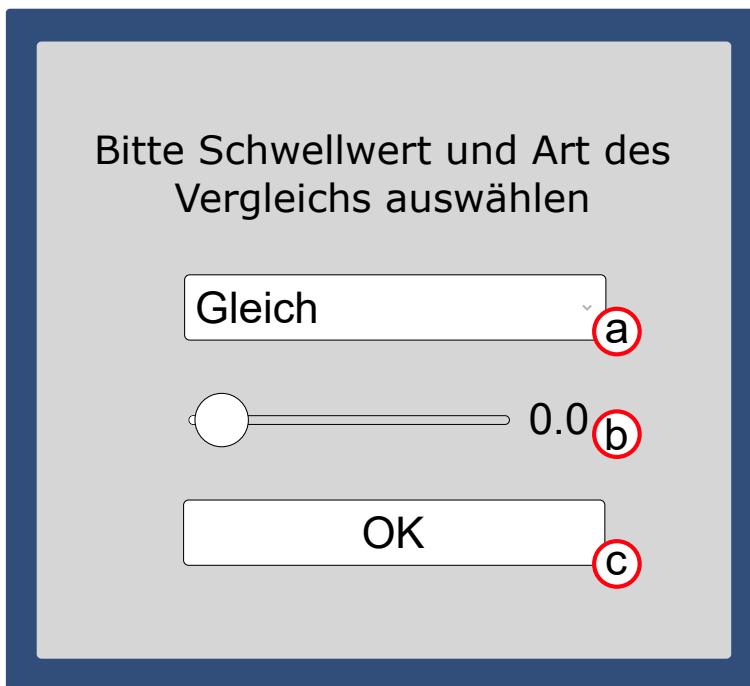 Bitte Schwellwert und Art des
Vergleichs auswählen
Gleich
a
0.0
b
OK
c